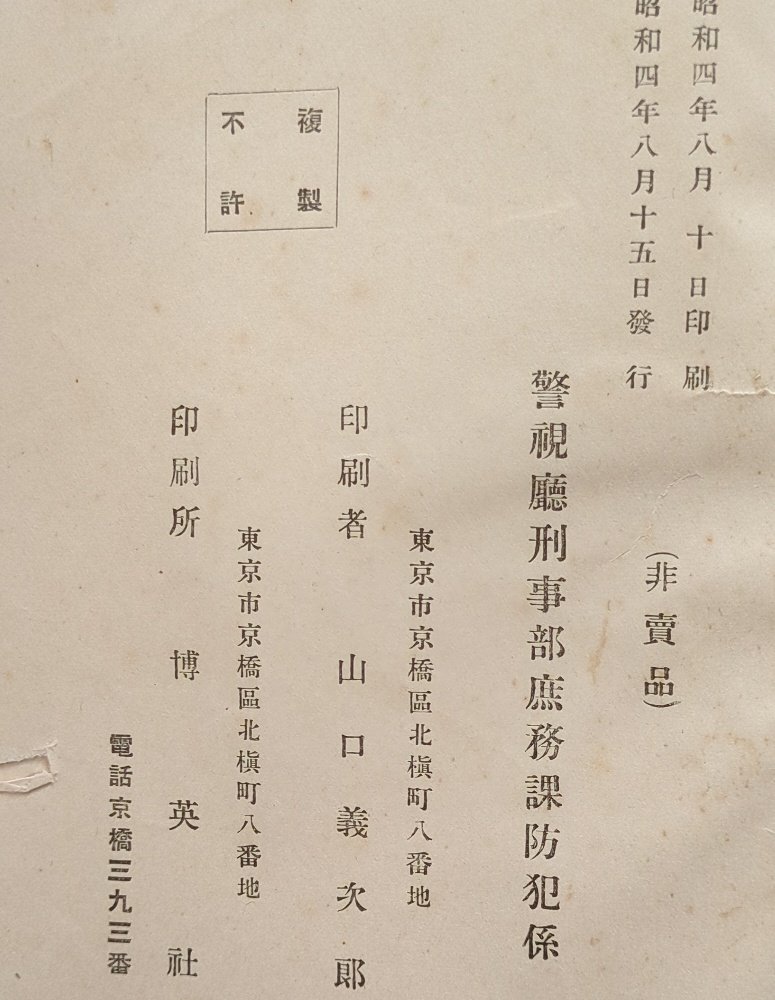 昭和四年八月十日印刷
昭和四年八月十五日發行
(非賣品)
警視廳刑事部庶務課防犯係
東京市京橋區北槇町八番地
印刷者 山口義次郎
東京市京橋區北槇町八番地
印刷所 博英社
電話京橋三九三番
複製
不許